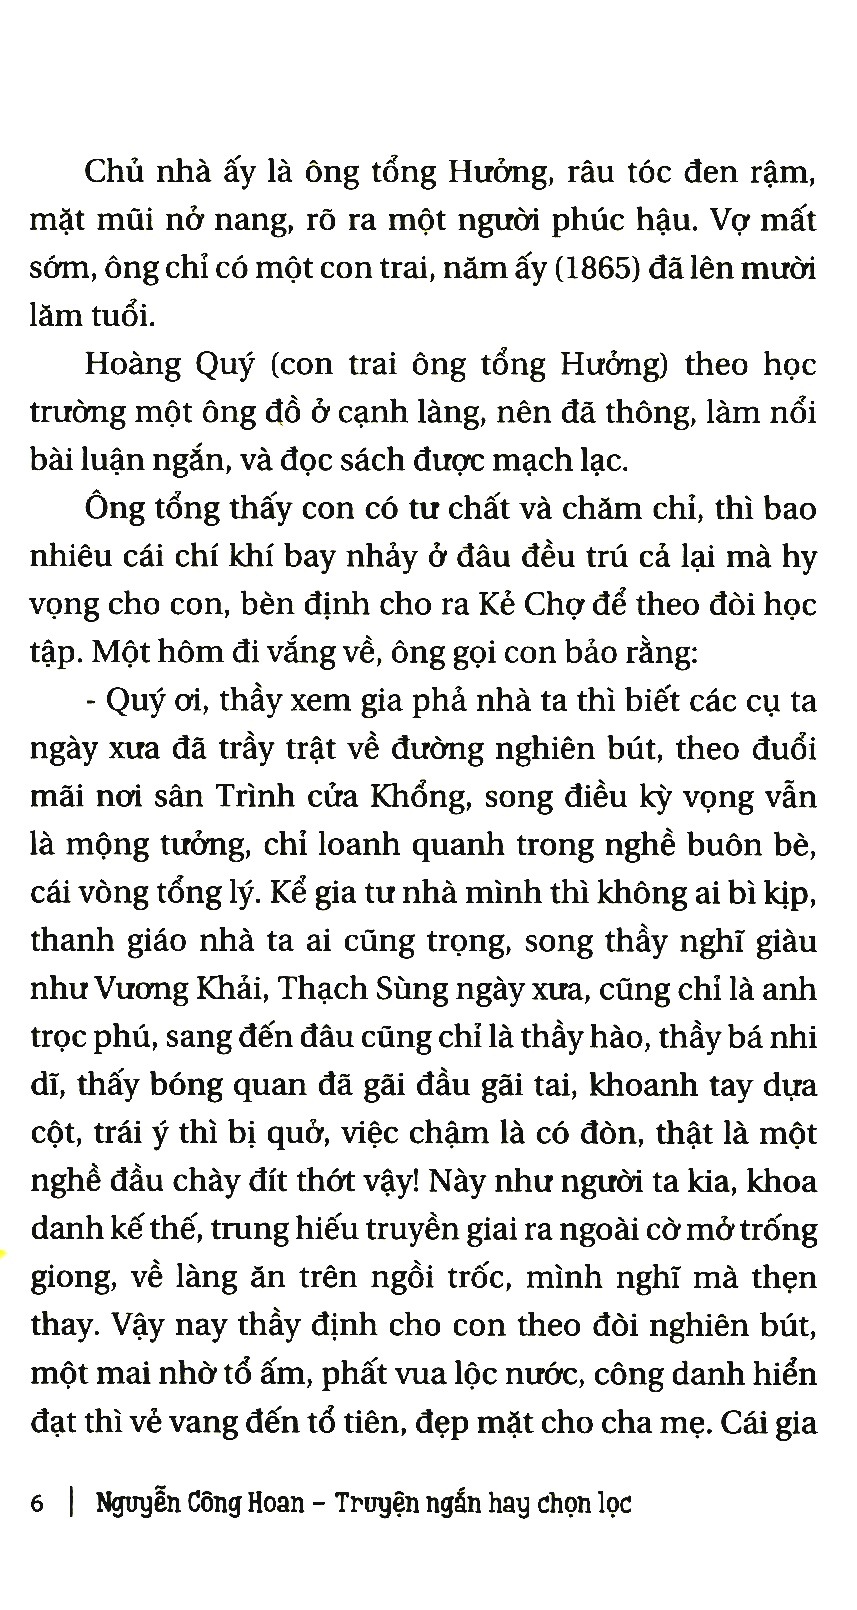 Chủ nhà ấy là ông tổng Hưởng, râu tóc đen rậm,
mặt mũi nở nang, rõ ra một người phúc hậu. Vợ mất
sớm, ông chỉ có một con trai, năm ấy (1865) đã lên mười
lăm tuổi.
Hoàng Quý (con trai ông tổng Hưởng) theo học
trường một ông đồ ở cạnh làng, nên đã thông, làm nổi
bài luận ngắn, và đọc sách được mạch lạc.
Ông tổng thấy con có tư chất và chăm chỉ, thì bao
nhiêu cái chí khí bay nhảy ở đâu đều trú cả lại mà hy
vọng cho con, bèn định cho ra Kẻ Chợ để theo đòi học
tập. Một hôm đi vắng về, ông gọi con bảo rằng:
- Quý ơi, thầy xem gia phả nhà ta thì biết các cụ ta
ngày xưa đã trầy trật về đường nghiên bút, theo đuổi
mãi nơi sân Trình cửa Khổng, song điều kỳ vọng vẫn
là mộng tưởng, chỉ loanh quanh trong nghề buôn bè,
cái vòng tổng lý. Kể gia tư nhà mình thì không ai bì kịp,
thanh giáo nhà ta ai cũng trọng, song thầy nghĩ giàu
như Vương Khải, Thạch Sùng ngày xưa, cũng chỉ là anh
trọc phú, sang đến đâu cũng chỉ là thầy hào, thầy bá nhi
dĩ, thấy bóng quan đã gãi đầu gãi tai, khoanh tay dựa
cột, trái ý thì bị quở, việc chậm là có đòn, thật là một
nghề đầu chày đít thớt vậy! Này như người ta kia, khoa
danh kế thế, trung hiếu truyền giai ra ngoài cờ mở trống
giong, về làng ăn trên ngồi trốc, mình nghĩ mà thẹn
thay. Vậy nay thầy định cho con theo đòi nghiên bút,
một mai nhờ tổ ấm, phất vua lộc nước, công danh hiển
đạt thì vẻ vang đến tổ tiên, đẹp mặt cho cha mẹ. Cái gia
6 | Nguyễn Công Hoan – Truyện ngắn hay chọn lọc